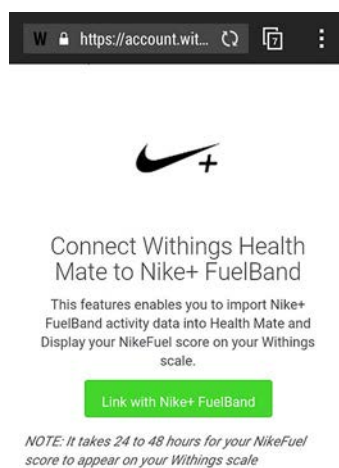 W https://account.wit... 7
+
Connect Withings Health
Mate to Nike+ FuelBand
This features enables you to import Nike+
FuelBand activity data into Health Mate and
Display your NikeFuel score on your Withings
scale.
Link with Nike+ FuelBand
NOTE: It takes 24 to 48 hours for your NikeFuel
score to appear on your Withings scale